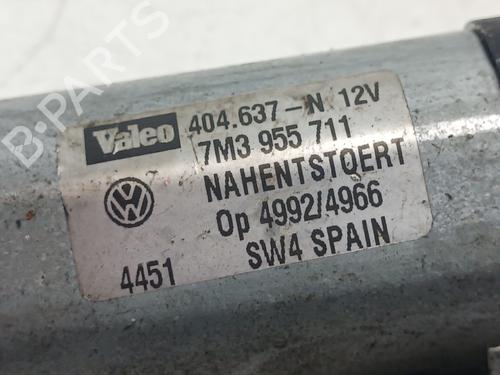 Valeo 404.637-N 12V
7M3 955 711
NAHENTSTOERT
Op 4992/4966
4451 SW4 SPAIN
B-Parts